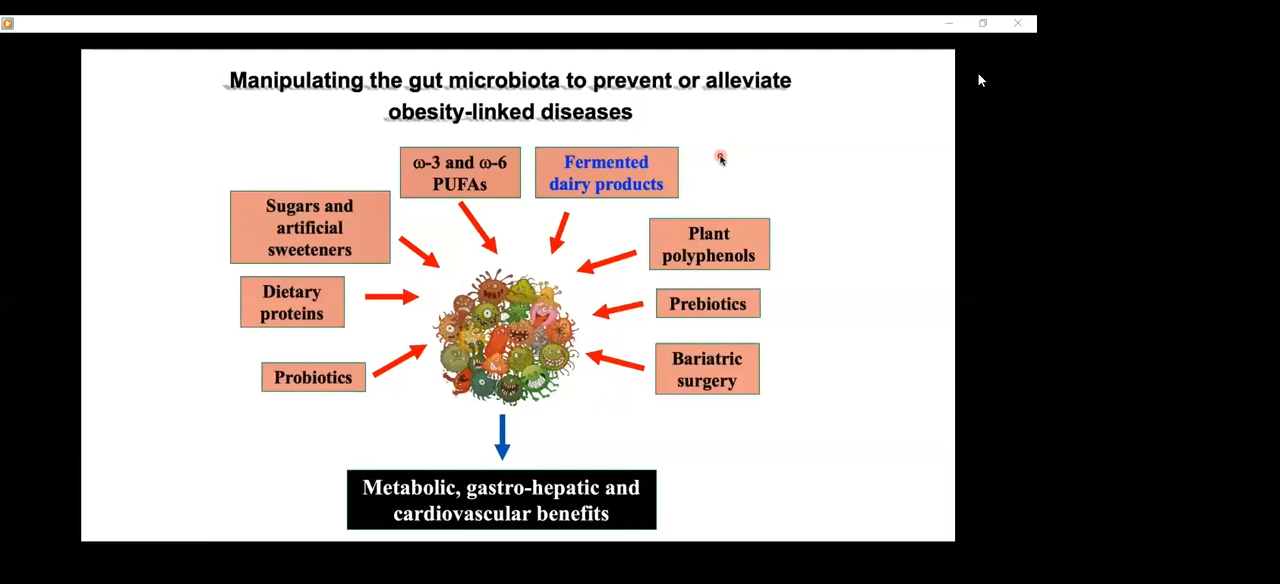 Manipulating the gut microbiota to prevent or alleviate
obesity-linked diseases
ω-3 and ω-6
PUFAs
Fermented
dairy products
Sugars and
artificial
sweeteners
Plant
polyphenols
Dietary
proteins
Prebiotics
Probiotics
Bariatric
surgery
Metabolic, gastro-hepatic and
cardiovascular benefits